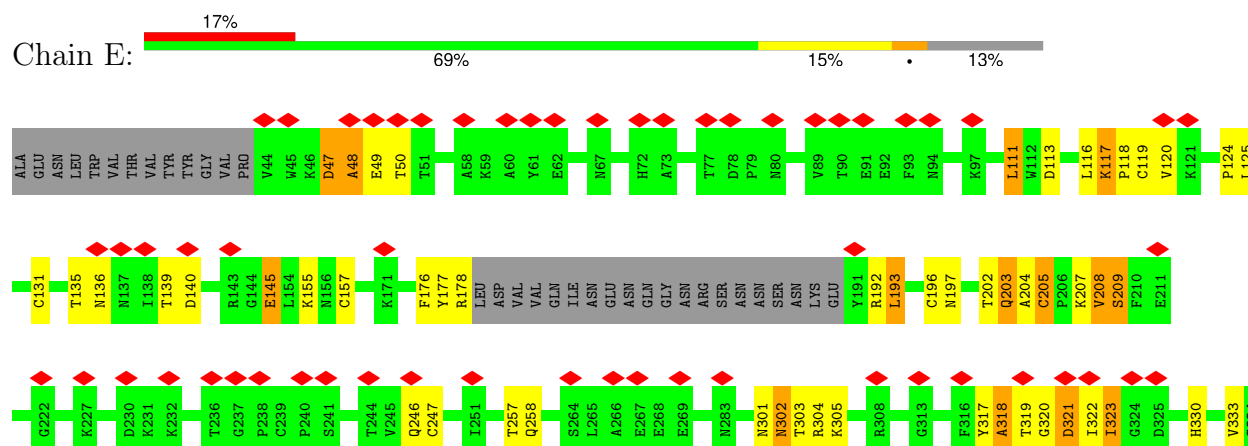 17%
Chain E:
69% 15% • 13%
ALA GLU ASN LEU TRP VAL THR VAL TYR TYR GLY VAL PRO V44 W45 K46 D47 A48 E49 T50 T51 A58 K59 A60 Y61 E62 N67 H72 A73 T77 D78 P79 N80 V89 T90 E91 E92 F93 N94 K97 L111 W112 D113 L116 K117 P118 C119 V120 K121 P124 L125
C131 T135 N136 N137 I138 T139 D140 R143 G144 E145 L154 K155 N156 C157 K171 F176 Y177 R178 LEU ASP VAL VAL GLN ILE ASN GLU ASN GLN GLY ASN ARG SER ASN ASN SER ASN LYS GLU Y191 R192 L193 C196 N197 T202 Q203 A204 C205 P206 K207 V208 S209 F210 E211
G222 K227 D230 K231 K232 T236 G237 P238 C239 P240 S241 T244 V245 Q246 C247 I251 T257 Q258 S264 L265 A266 E267 E268 E269 N283 N301 N302 T303 R304 K305 R308 G313 F316 Y317 A318 T319 G320 D321 I322 I323 G324 D325 H330 V333